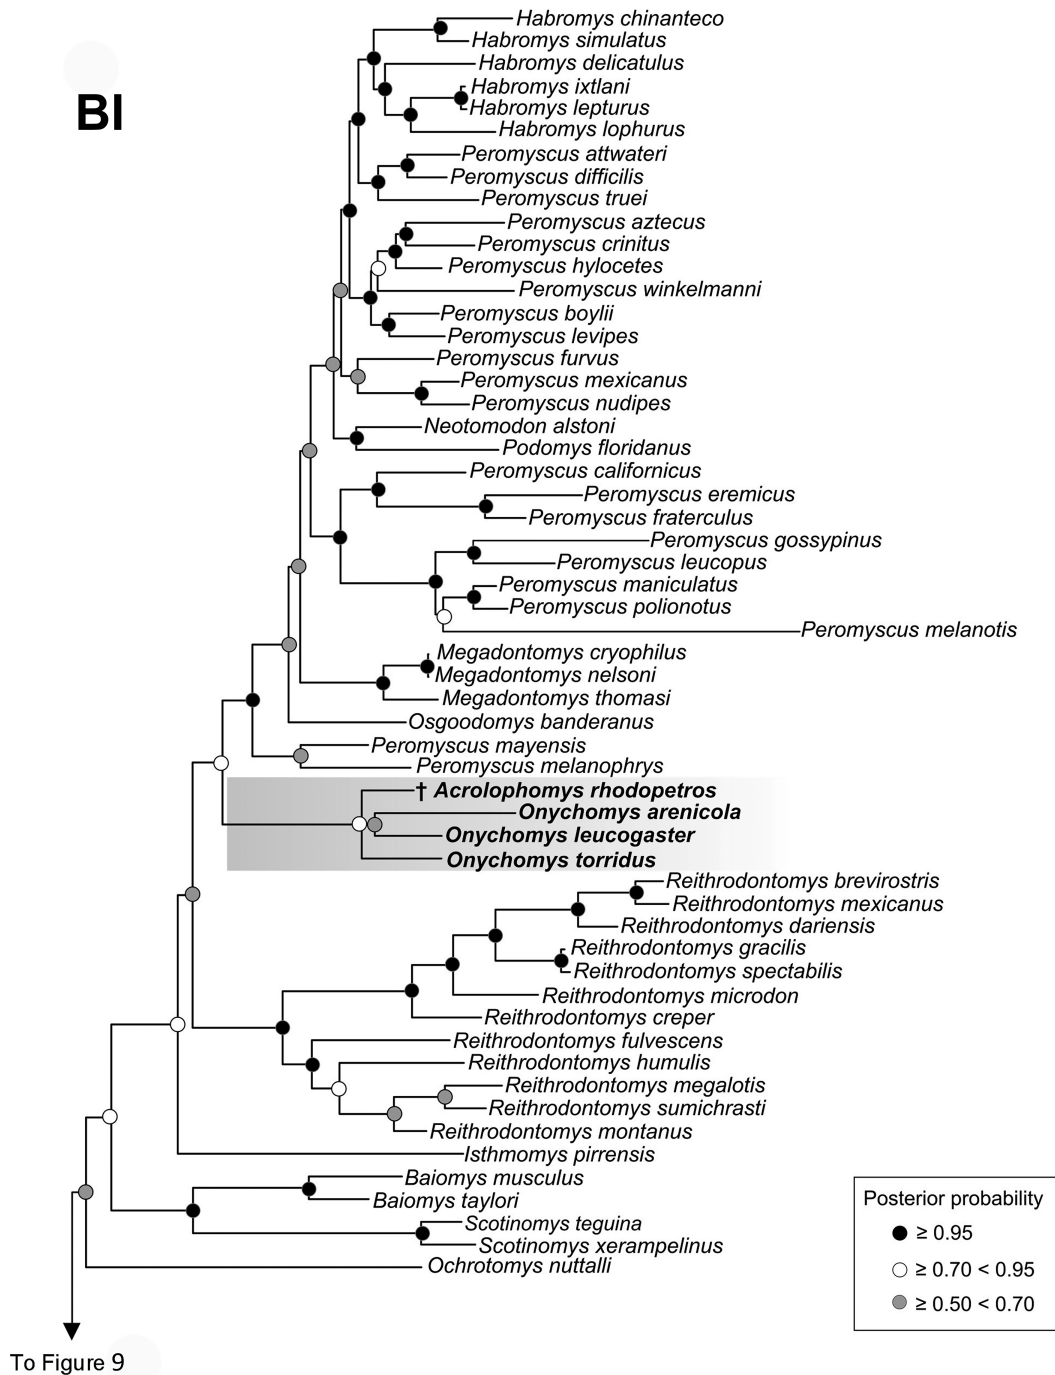 Habromys chinanteco
Habromys simulatus
BI
Habromys delicatulus
Habromys ixtlani
Habromys lepturus
Habromys lophurus
Peromyscus attwateri
Peromyscus difficilis
Peromyscus truei
Peromyscus aztecus
Peromyscus crinitus
Peromyscus hylocetes
Peromyscus winkelmanni
Peromyscus boylii
Peromyscus levipes
Peromyscus furvus
Peromyscus mexicanus
Peromyscus nudipes
Neotomodon alstoni
Podomys floridanus
Peromyscus californicus
Peromyscus eremicus
Peromyscus fraterculus
Peromyscus gossypinus
Peromyscus leucopus
Peromyscus maniculatus
Peromyscus polionotus
Peromyscus melanotis
Megadontomys cryophilus
Megadontomys nelsoni
Megadontomys thomasi
Osgoodomys banderanus
Peromyscus mayensis
Peromyscus melanophrys
† Acrolophomys rhodopetros
Onychomys arenicola
Onychomys leucogaster
Onychomys torridus
Reithrodontomys brevirostris
Reithrodontomys mexicanus
Reithrodontomys dariensis
Reithrodontomys gracilis
Reithrodontomys spectabilis
Reithrodontomys microdon
Reithrodontomys creper
Reithrodontomys fulvescens
Reithrodontomys humulis
Reithrodontomys megalotis
Reithrodontomys sumichrasti
Reithrodontomys montanus
Isthmomys pirrensis
Baiomys musculus
Baiomys taylori
Scotinomys teguina
Scotinomys xerampelinus
Ochrotomys nuttalli
Posterior probability
≥ 0.95
≥ 0.70 < 0.95
≥ 0.50 < 0.70
To Figure 9